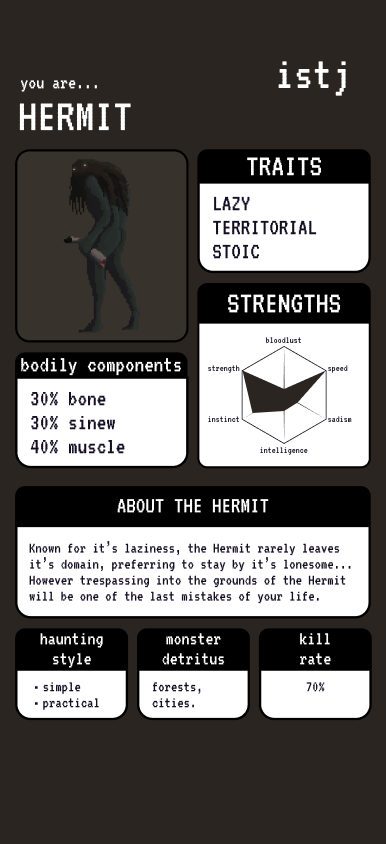 you are...
istj
HERMIT
TRAITS
LAZY
TERRITORIAL
STOIC
STRENGTHS
bloodlust
strength
speed
instinct
sadism
intelligence
bodily components
30% bone
30% sinew
40% muscle
ABOUT THE HERMIT
Known for it's laziness, the Hermit rarely leaves
it's domain, preferring to stay by it's lonesome...
However trespassing into the grounds of the Hermit
will be one of the last mistakes of your life.
haunting
style
• simple
• practical
monster
detritus
forests,
cities.
kill
rate
70%